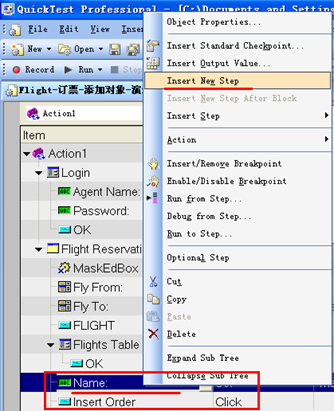 QuickTest Professional - [C:\Documents and Setting
File Edit View Inser
New Open
Record Run
Flight-订票-添加对象-演
Action1
Item
Action1
Login
Agent Name:
Password:
OK
Flight Reservati
MaskEdBox
Fly From:
Fly To:
FLIGHT
Flights Table
OK
Name:
Insert Order
Click
Object Properties...
Insert Standard Checkpoint...
Insert Output Value...
Insert New Step
Insert New Step After Block
Insert Step
Action
Insert/Remove Breakpoint
Enable/Disable Breakpoint
Run from Step...
Debug from Step...
Run to Step...
Optional Step
Cut
Copy
Paste
Delete
Expand Sub Tree
Collapse Sub Tree